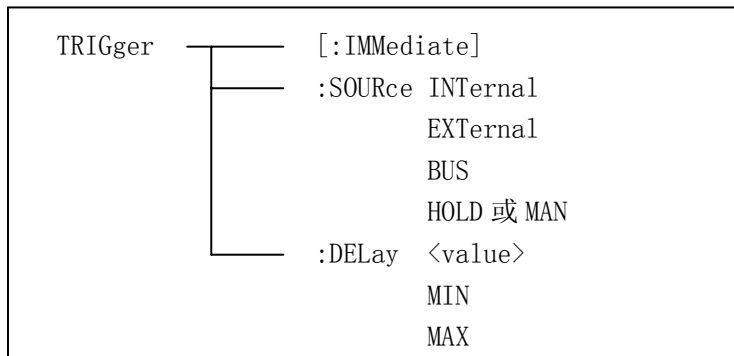 TRIGger [:IMMediate]
:SOURce INTernal
EXTernal
BUS
HOLD 或 MAN
:DELay <value>
MIN
MAX